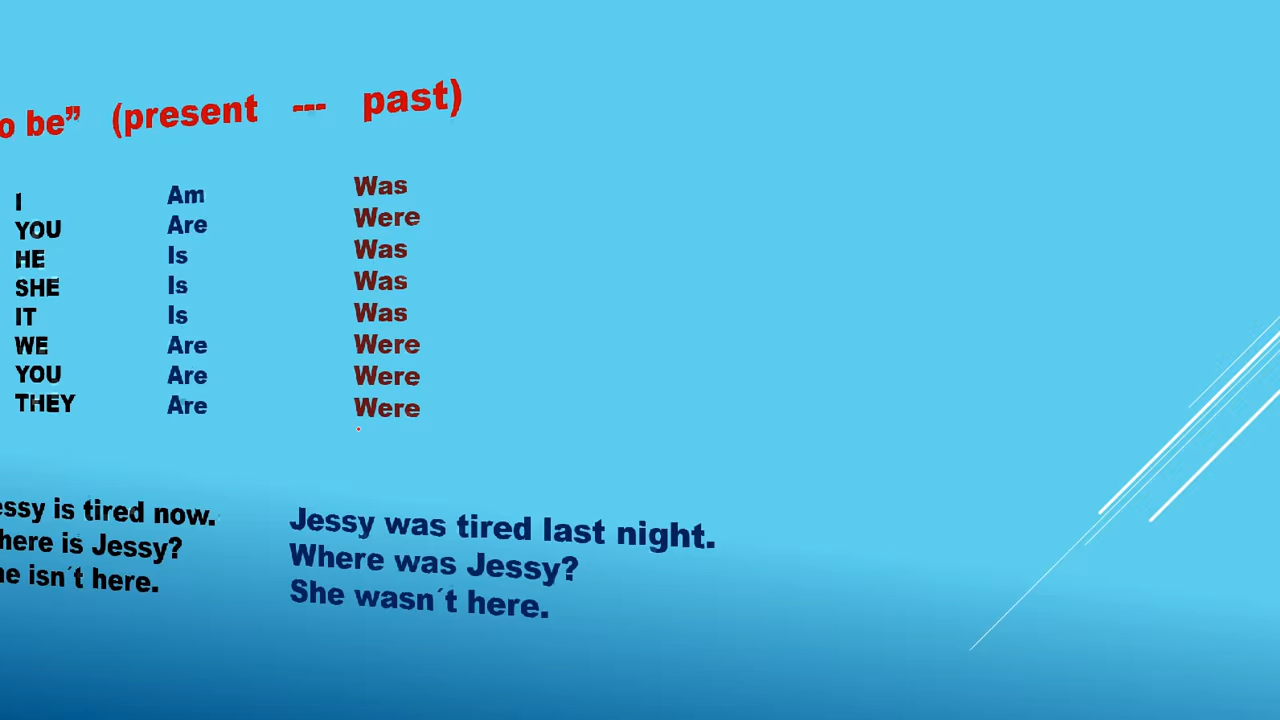 o be” (present --- past)
I Am Was
YOU Are Were
HE Is Was
SHE Is Was
IT Is Was
WE Are Were
YOU Are Were
THEY Are Were
essy is tired now.
here is Jessy?
he isn´t here.
Jessy was tired last night.
Where was Jessy?
She wasn´t here.